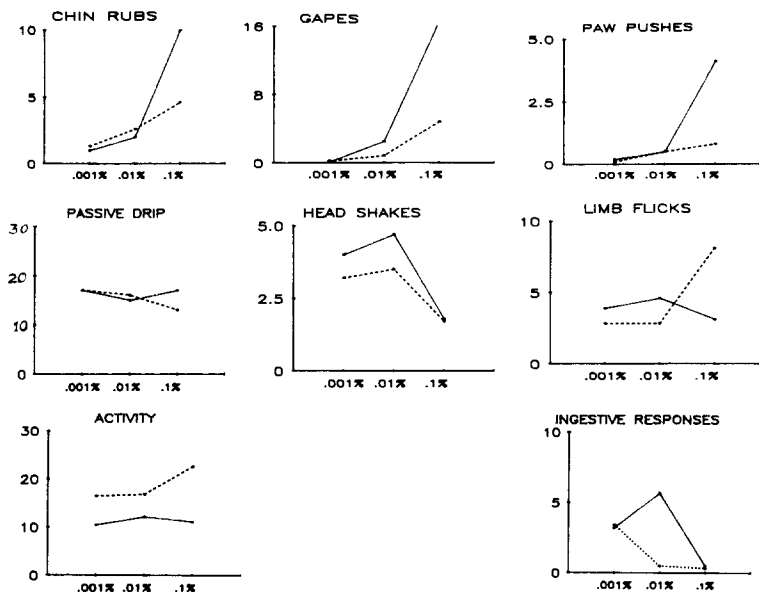 CHIN RUBS
10
5
0
.001% .01% .1%
GAPES
16
8
0
.001% .01% .1%
PAW PUSHES
5.0
2.5
0
.001% .01% .1%
PASSIVE DRIP
30
20
10
0
.001% .01% .1%
HEAD SHAKES
5.0
2.5
0
.001% .01% .1%
LIMB FLICKS
10
5
0
.001% .01% .1%
ACTIVITY
30
20
10
0
.001% .01% .1%
INGESTIVE RESPONSES
10
5
0
.001% .01% .1%